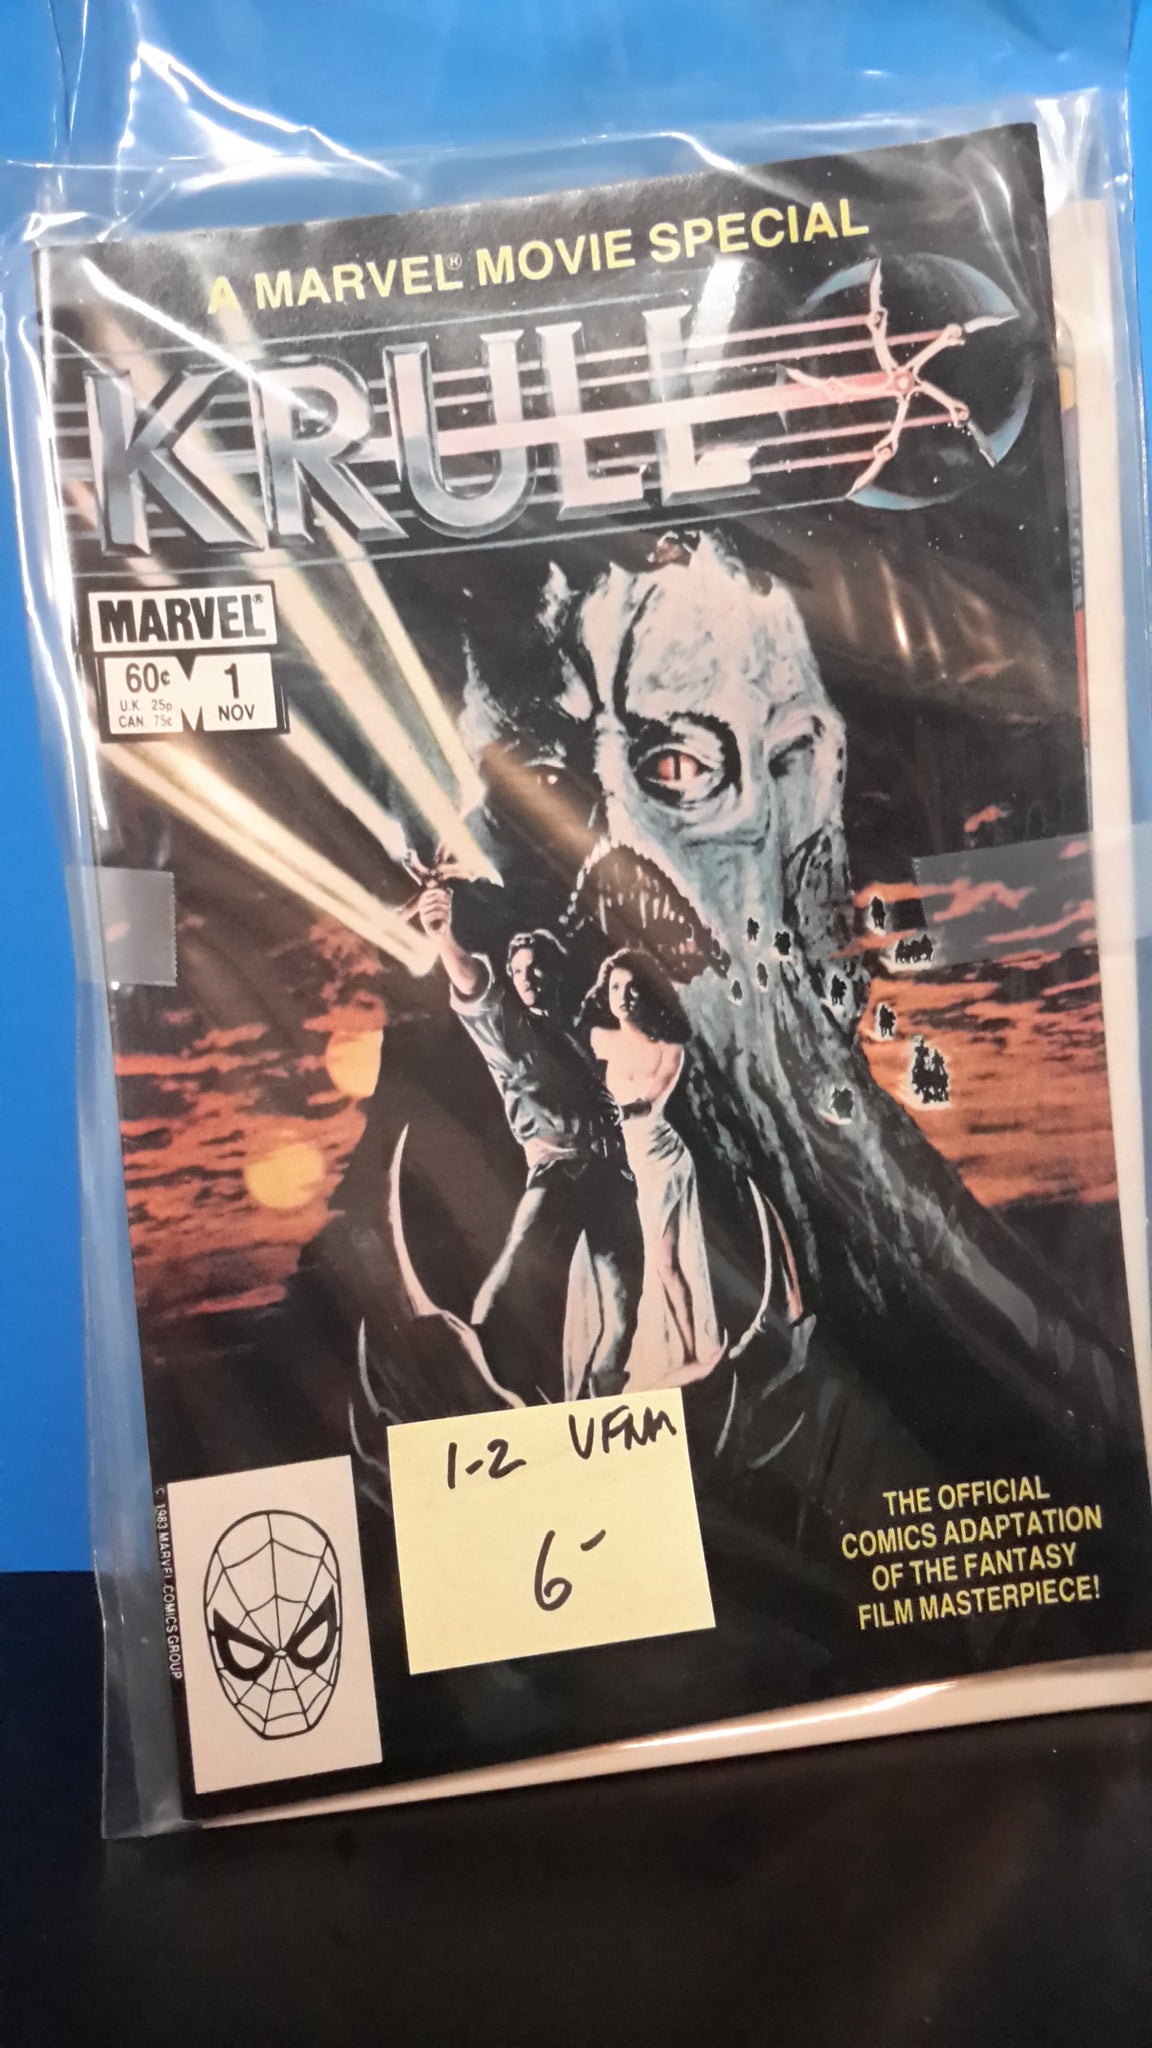 A MARVEL® MOVIE SPECIAL
KRULL
MARVEL®
60¢
U.K. 25p
CAN. 75¢
1
NOV
1-2 VFNM
6-
THE OFFICIAL
COMICS ADAPTATION
OF THE FANTASY
FILM MASTERPIECE!
© 1983 MARVEL COMICS GROUP